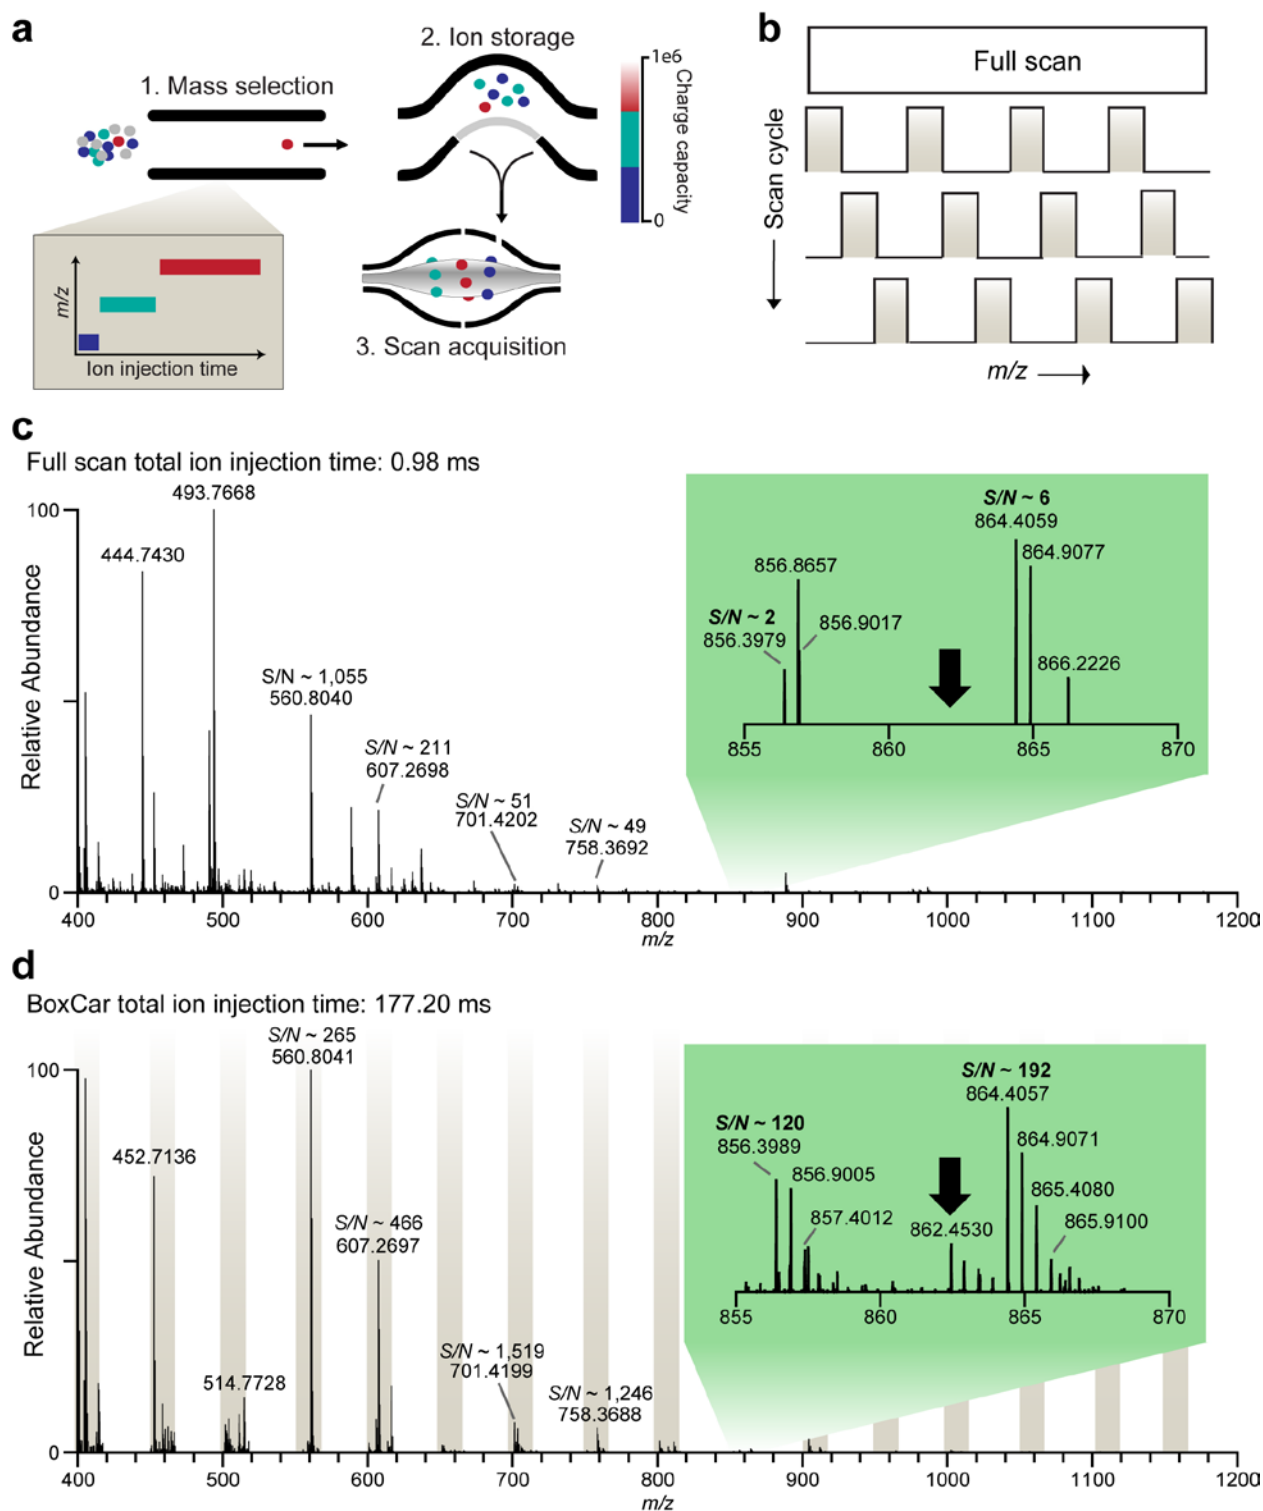 a
1. Mass selection
2. Ion storage
1e6
Charge capacity
0
m/z
Ion injection time
3. Scan acquisition
b
Full scan
Scan cycle
m/z
c
Full scan total ion injection time: 0.98 ms
Relative Abundance
100
0
493.7668
444.7430
S/N ~ 1,055
560.8040
S/N ~ 211
607.2698
S/N ~ 51
701.4202
S/N ~ 49
758.3692
S/N ~ 6
864.4059
864.9077
856.8657
S/N ~ 2
856.3979
856.9017
866.2226
855 860 865 870
400 500 600 700 800 900 1000 1100 1200
m/z
d
BoxCar total ion injection time: 177.20 ms
Relative Abundance
100
0
S/N ~ 265
560.8041
452.7136
S/N ~ 466
607.2697
514.7728
S/N ~ 1,519
701.4199
S/N ~ 1,246
758.3688
S/N ~ 192
864.4057
S/N ~ 120
856.3989
864.9071
856.9005
865.4080
857.4012
862.4530
865.9100
855 860 865 870
400 500 600 700 800 900 1000 1100 1200
m/z